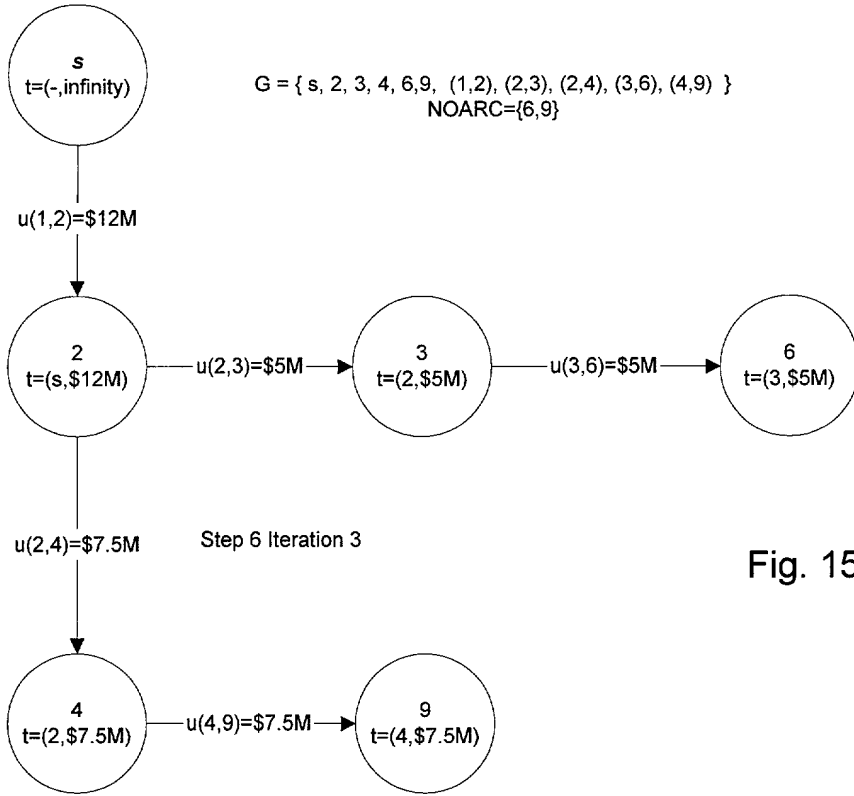 s
t=(-,infinity)
G = { s, 2, 3, 4, 6,9, (1,2), (2,3), (2,4), (3,6), (4,9) }
NOARC={6,9}
u(1,2)=$12M
2
t=(s,$12M)
u(2,3)=$5M
3
t=(2,$5M)
u(3,6)=$5M
6
t=(3,$5M)
u(2,4)=$7.5M
Step 6 Iteration 3
Fig. 15
4
t=(2,$7.5M)
u(4,9)=$7.5M
9
t=(4,$7.5M)